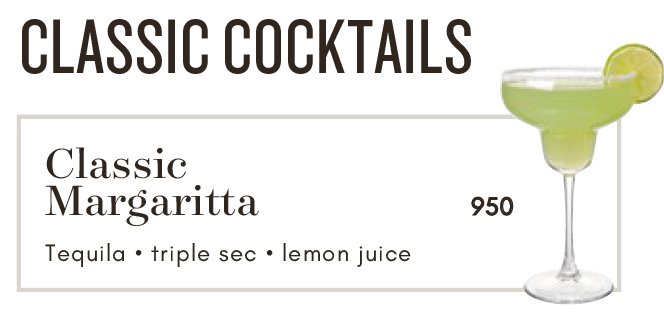 CLASSIC COCKTAILS
Classic
Margaritta
950
Tequila • triple sec • lemon juice